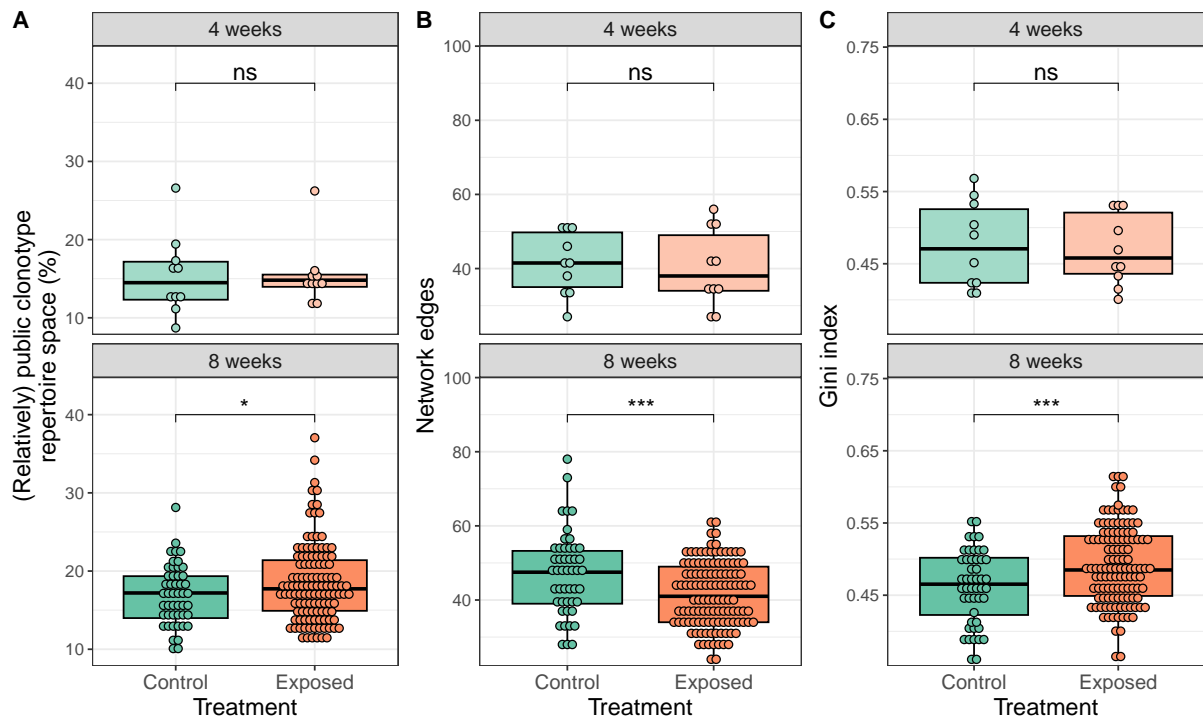 A
4 weeks
ns
40
30
20
10
8 weeks
*
40
30
20
10
Control
Exposed
Treatment
(Relatively) public clonotype
repertoire space (%)
B
4 weeks
ns
100
80
60
40
8 weeks
***
100
80
60
40
Control
Exposed
Treatment
Network edges
C
4 weeks
ns
0.75
0.65
0.55
0.45
8 weeks
***
0.75
0.65
0.55
0.45
Control
Exposed
Treatment
Gini index